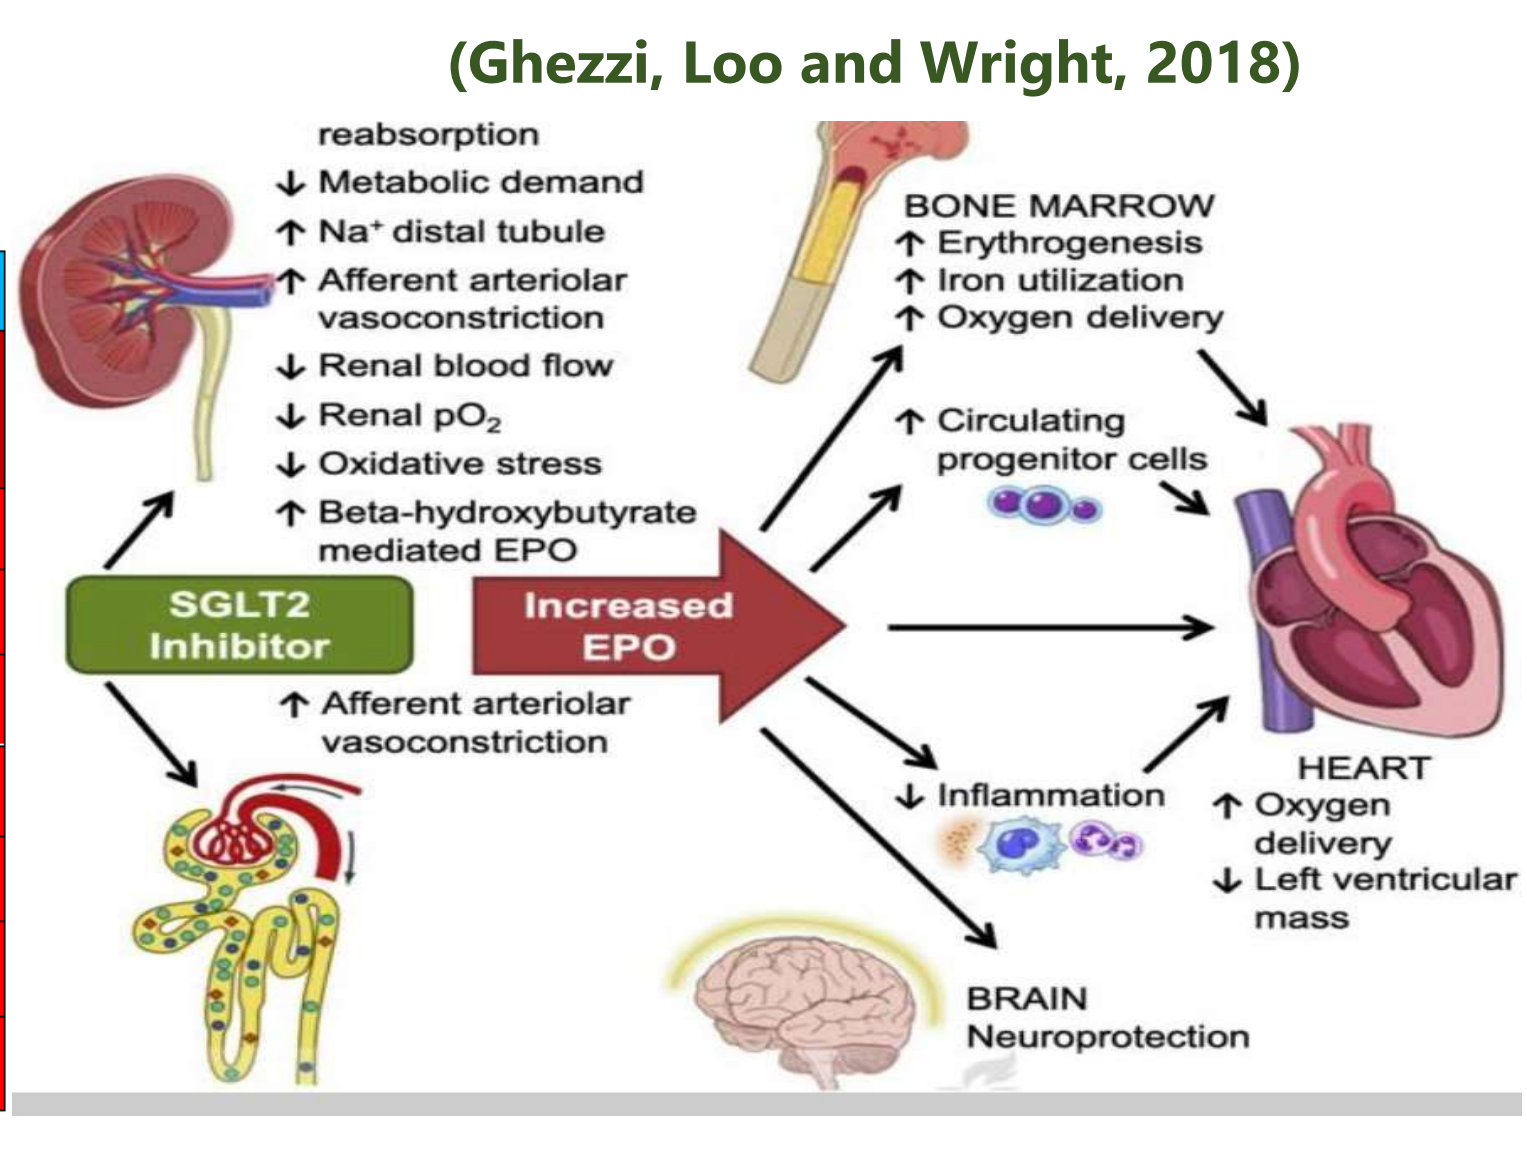 (Ghezzi, Loo and Wright, 2018)
reabsorption
↓ Metabolic demand
↑ Na⁺ distal tubule
↑ Afferent arteriolar
vasoconstriction
↓ Renal blood flow
↓ Renal pO₂
↓ Oxidative stress
↑ Beta-hydroxybutyrate
mediated EPO
SGLT2
Inhibitor
Increased
EPO
↑ Afferent arteriolar
vasoconstriction
BONE MARROW
↑ Erythrogenesis
↑ Iron utilization
↑ Oxygen delivery
↑ Circulating
progenitor cells
↓ Inflammation
HEART
↑ Oxygen
delivery
↓ Left ventricular
mass
BRAIN
Neuroprotection